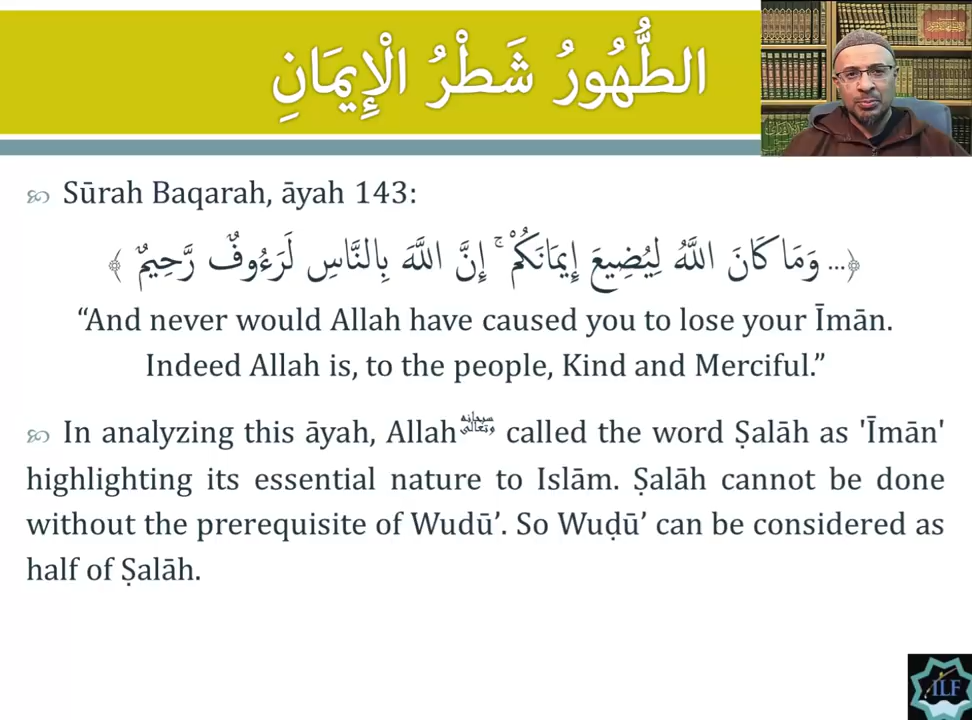 الطُّهُورُ شَطْرُ الْإِيمَانِ
Sūrah Baqarah, āyah 143:
﴿... وَمَا كَانَ اللَّهُ لِيُضِيعَ إِيمَانَكُمْ ۚ إِنَّ اللَّهَ بِالنَّاسِ لَرَءُوفٌ رَّحِيمٌ ﴾
“And never would Allah have caused you to lose your Īmān.
Indeed Allah is, to the people, Kind and Merciful.”
In analyzing this āyah, Allah سبحانه وتعالى called the word Ṣalāh as 'Īmān'
highlighting its essential nature to Islām. Ṣalāh cannot be done
without the prerequisite of Wudū’. So Wuḍū’ can be considered as
half of Ṣalāh.
ILF